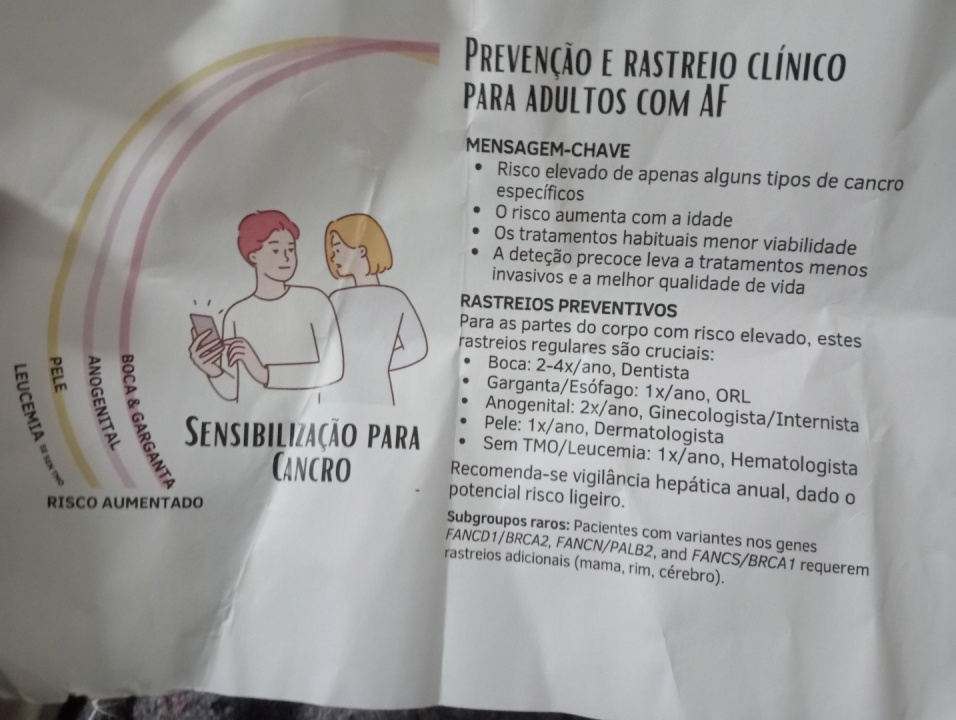 PREVENÇÃO E RASTREIO CLÍNICO
PARA ADULTOS COM AF
MENSAGEM-CHAVE
• Risco elevado de apenas alguns tipos de cancro
específicos
• O risco aumenta com a idade
• Os tratamentos habituais menor viabilidade
• A deteção precoce leva a tratamentos menos
invasivos e a melhor qualidade de vida
RASTREIOS PREVENTIVOS
Para as partes do corpo com risco elevado, estes
rastreios regulares são cruciais:
• Boca: 2-4x/ano, Dentista
• Garganta/Esófago: 1x/ano, ORL
• Anogenital: 2x/ano, Ginecologista/Internista
• Pele: 1x/ano, Dermatologista
• Sem TMO/Leucemia: 1x/ano, Hematologista
Recomenda-se vigilância hepática anual, dado o
potencial risco ligeiro.
Subgroupos raros: Pacientes com variantes nos genes
FANCD1/BRCA2, FANCN/PALB2, and FANCS/BRCA1 requerem
rastreios adicionais (mama, rim, cérebro).
LEUCEMIA SE SEM TMO
PELE
ANOGENITAL
BOCA & GARGANTA
RISCO AUMENTADO
SENSIBILIZAÇÃO PARA
CANCRO